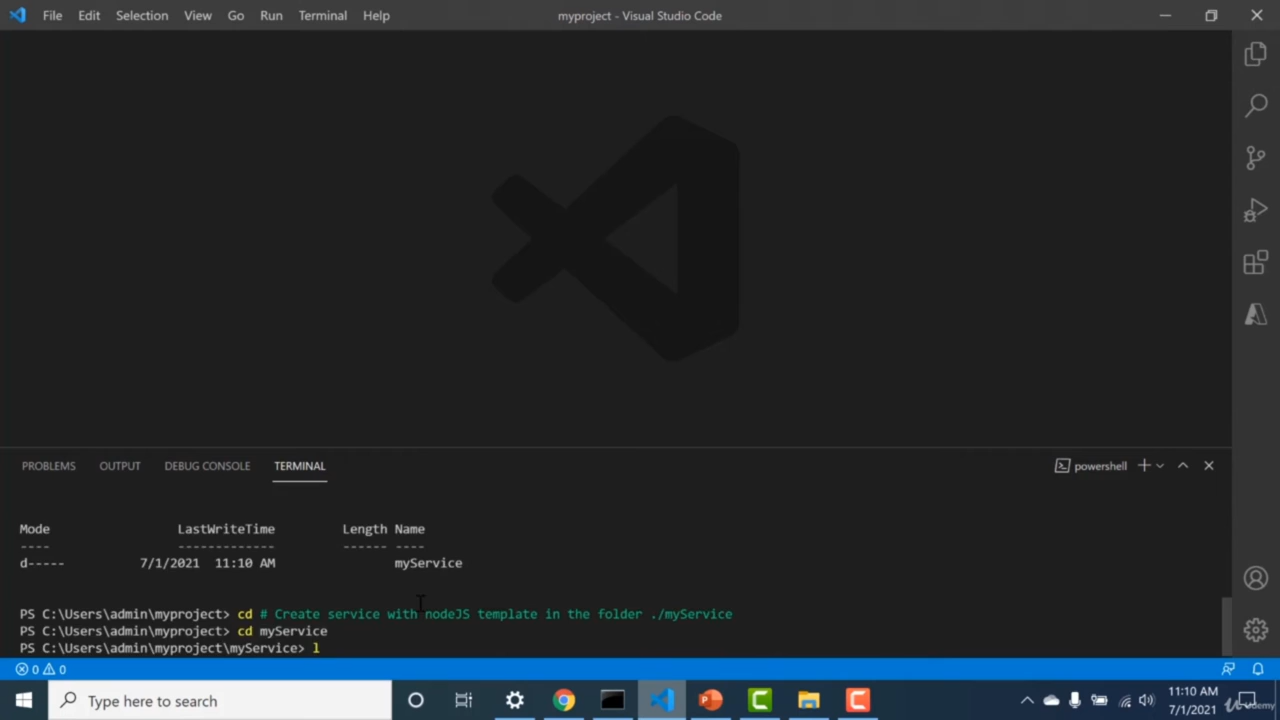 File Edit Selection View Go Run Terminal Help
myproject - Visual Studio Code
PROBLEMS OUTPUT DEBUG CONSOLE TERMINAL
powershell
Mode LastWriteTime Length Name
---- ------------- ------ ----
d----- 7/1/2021 11:10 AM myService
PS C:\Users\admin\myproject> cd # Create service with nodeJS template in the folder ./myService
PS C:\Users\admin\myproject> cd myService
PS C:\Users\admin\myproject\myService> l
0 0
Type here to search
11:10 AM
7/1/2021
Udemy